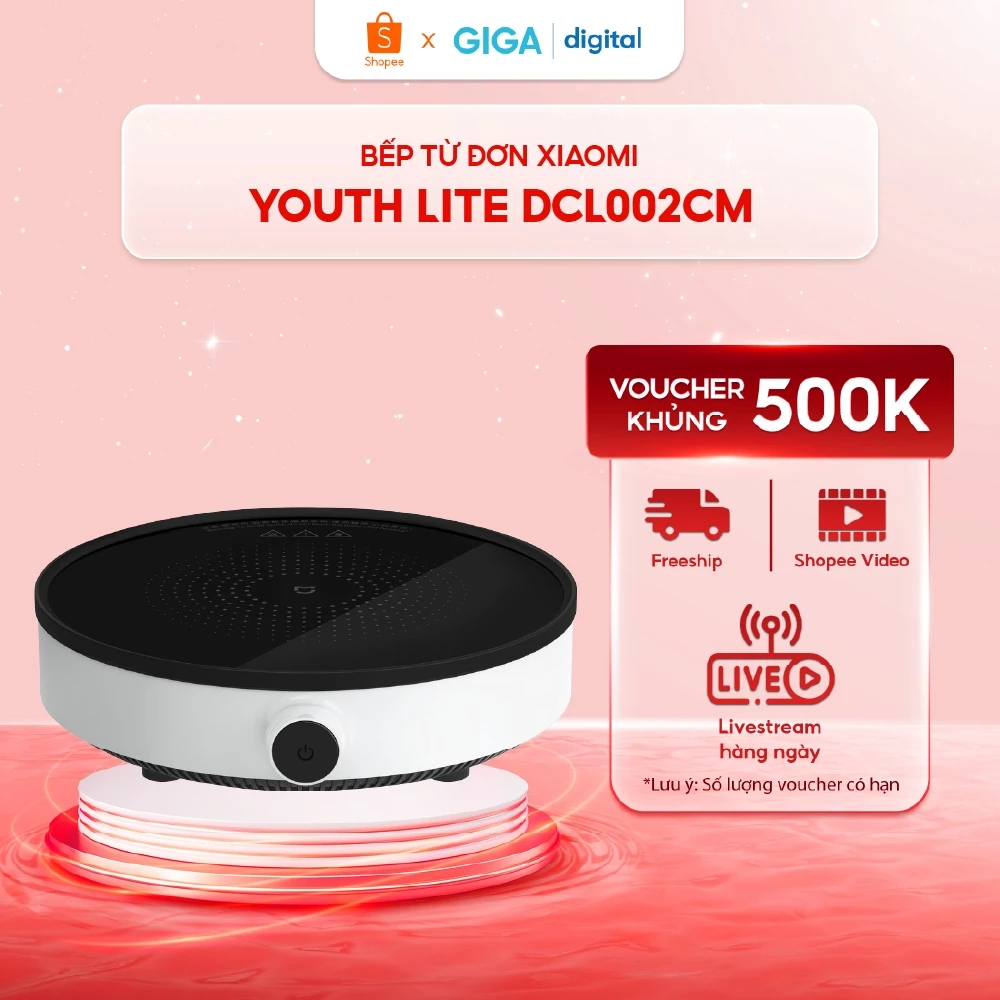 Shopee x GIGA digital
BẾP TỪ ĐƠN XIAOMI
YOUTH LITE DCL002CM
VOUCHER
KHỦNG
500K
Freeship
Shopee Video
LIVE
Livestream
hàng ngày
*Lưu ý: Số lượng voucher có hạn